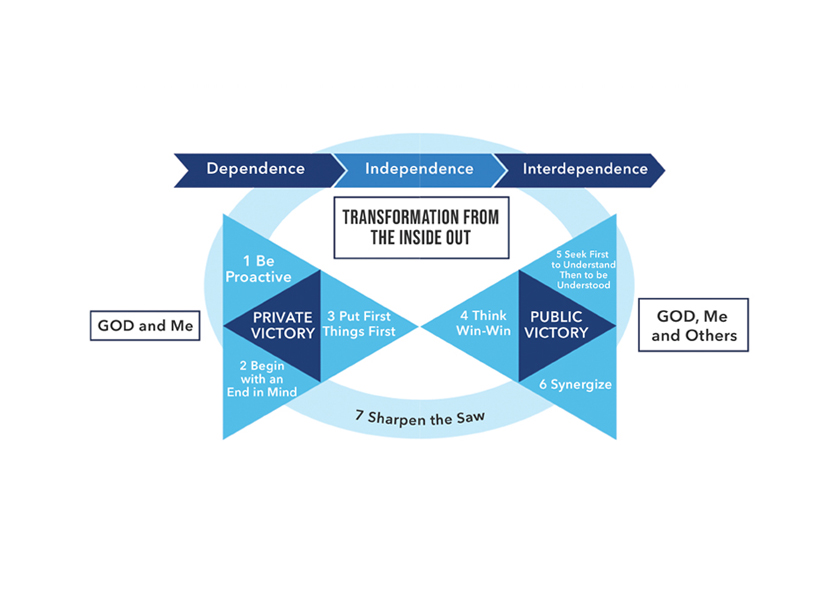 Dependence
Independence
Interdependence
TRANSFORMATION FROM
THE INSIDE OUT
1 Be
Proactive
PRIVATE
VICTORY
3 Put First
Things First
2 Begin
with an
End in Mind
GOD and Me
4 Think
Win-Win
PUBLIC
VICTORY
5 Seek First
to Understand
Then to be
Understood
6 Synergize
GOD, Me
and Others
7 Sharpen the Saw